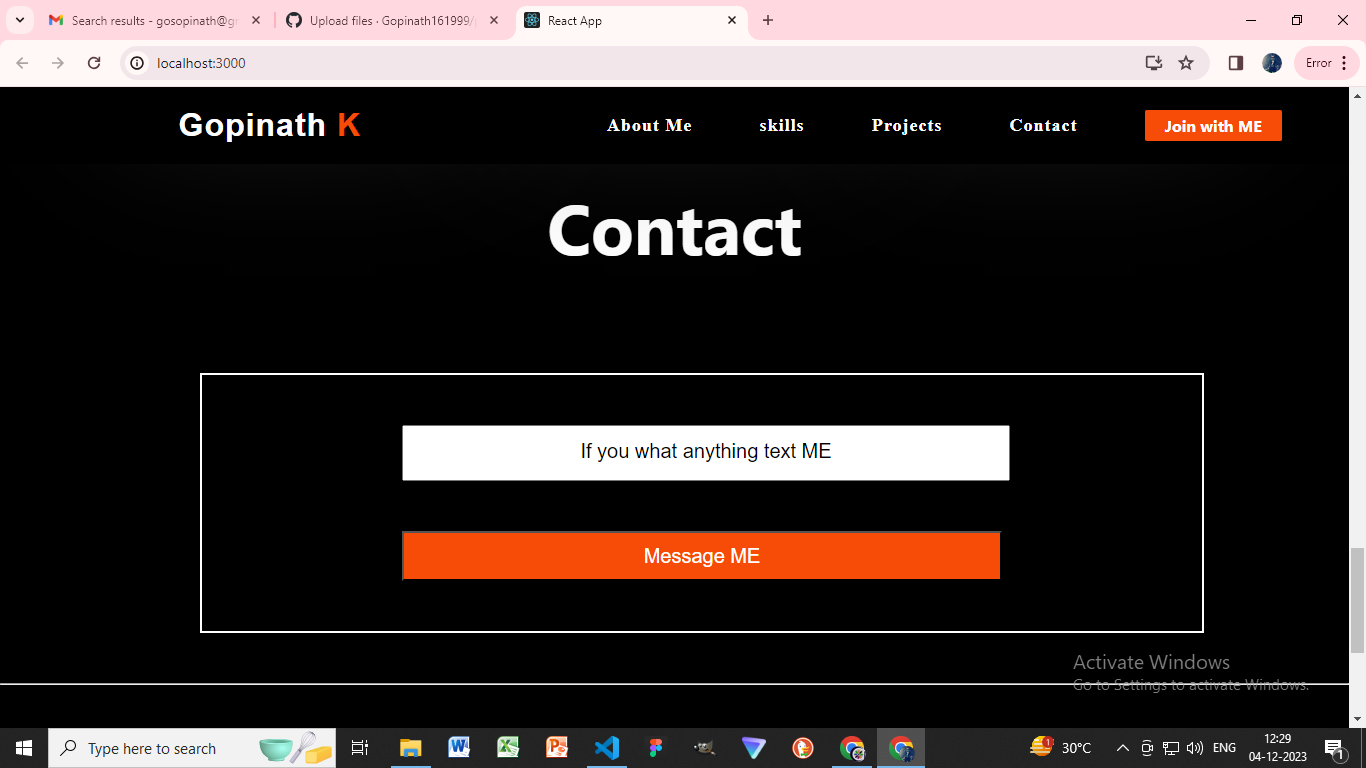 Search results - gosopinath@g
Upload files · Gopinath161999/
React App
localhost:3000
Error
Gopinath K
About Me
skills
Projects
Contact
Join with ME
Contact
If you what anything text ME
Message ME
Activate Windows
Go to Settings to activate Windows.
Type here to search
30°C
ENG
12:29
04-12-2023
1